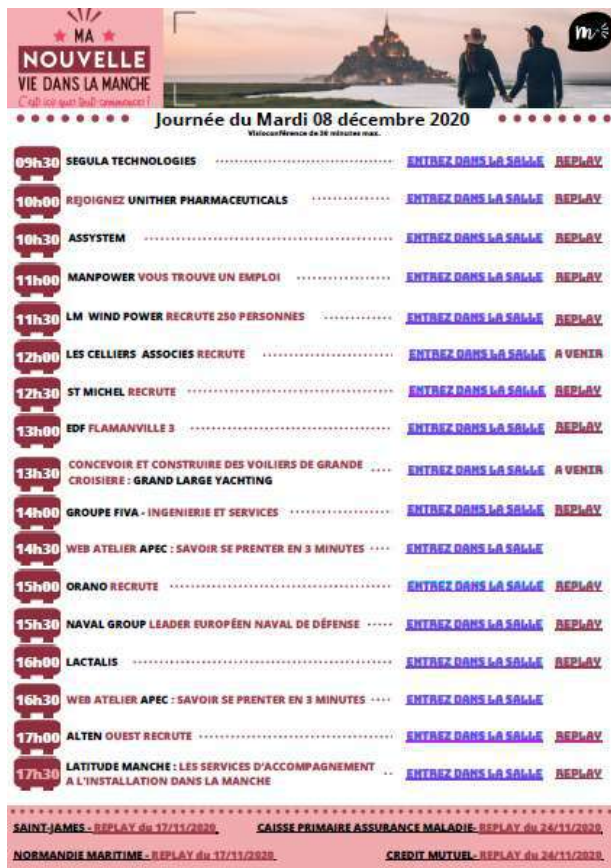 MA
NOUVELLE
VIE DANS LA MANCHE
C'est ici que tout commence !
m
Journée du Mardi 08 décembre 2020
Visioconférence de 30 minutes max.
09h30 SEGULA TECHNOLOGIES ENTREZ DANS LA SALLE REPLAY
10h00 REJOIGNEZ UNITHER PHARMACEUTICALS ENTREZ DANS LA SALLE REPLAY
10h30 ASSYSTEM ENTREZ DANS LA SALLE REPLAY
11h00 MANPOWER VOUS TROUVE UN EMPLOI ENTREZ DANS LA SALLE REPLAY
11h30 LM WIND POWER RECRUTE 250 PERSONNES ENTREZ DANS LA SALLE REPLAY
12h00 LES CELLIERS ASSOCIES RECRUTE ENTREZ DANS LA SALLE A VENIR
12h30 ST MICHEL RECRUTE ENTREZ DANS LA SALLE REPLAY
13h00 EDF FLAMANVILLE 3 ENTREZ DANS LA SALLE REPLAY
13h30 CONCEVOIR ET CONSTRUIRE DES VOILIERS DE GRANDE
CROISIERE : GRAND LARGE YACHTING ENTREZ DANS LA SALLE A VENIR
14h00 GROUPE FIVA - INGENIERIE ET SERVICES ENTREZ DANS LA SALLE REPLAY
14h30 WEB ATELIER APEC : SAVOIR SE PRENTER EN 3 MINUTES ENTREZ DANS LA SALLE
15h00 ORANO RECRUTE ENTREZ DANS LA SALLE REPLAY
15h30 NAVAL GROUP LEADER EUROPÉEN NAVAL DE DÉFENSE ENTREZ DANS LA SALLE REPLAY
16h00 LACTALIS ENTREZ DANS LA SALLE REPLAY
16h30 WEB ATELIER APEC : SAVOIR SE PRENTER EN 3 MINUTES ENTREZ DANS LA SALLE
17h00 ALTEN OUEST RECRUTE ENTREZ DANS LA SALLE REPLAY
17h30 LATITUDE MANCHE : LES SERVICES D'ACCOMPAGNEMENT
A L'INSTALLATION DANS LA MANCHE ENTREZ DANS LA SALLE REPLAY
SAINT-JAMES - REPLAY du 17/11/2020 CAISSE PRIMAIRE ASSURANCE MALADIE- REPLAY du 24/11/2020
NORMANDIE MARITIME - REPLAY du 17/11/2020 CREDIT MUTUEL- REPLAY du 24/11/2020